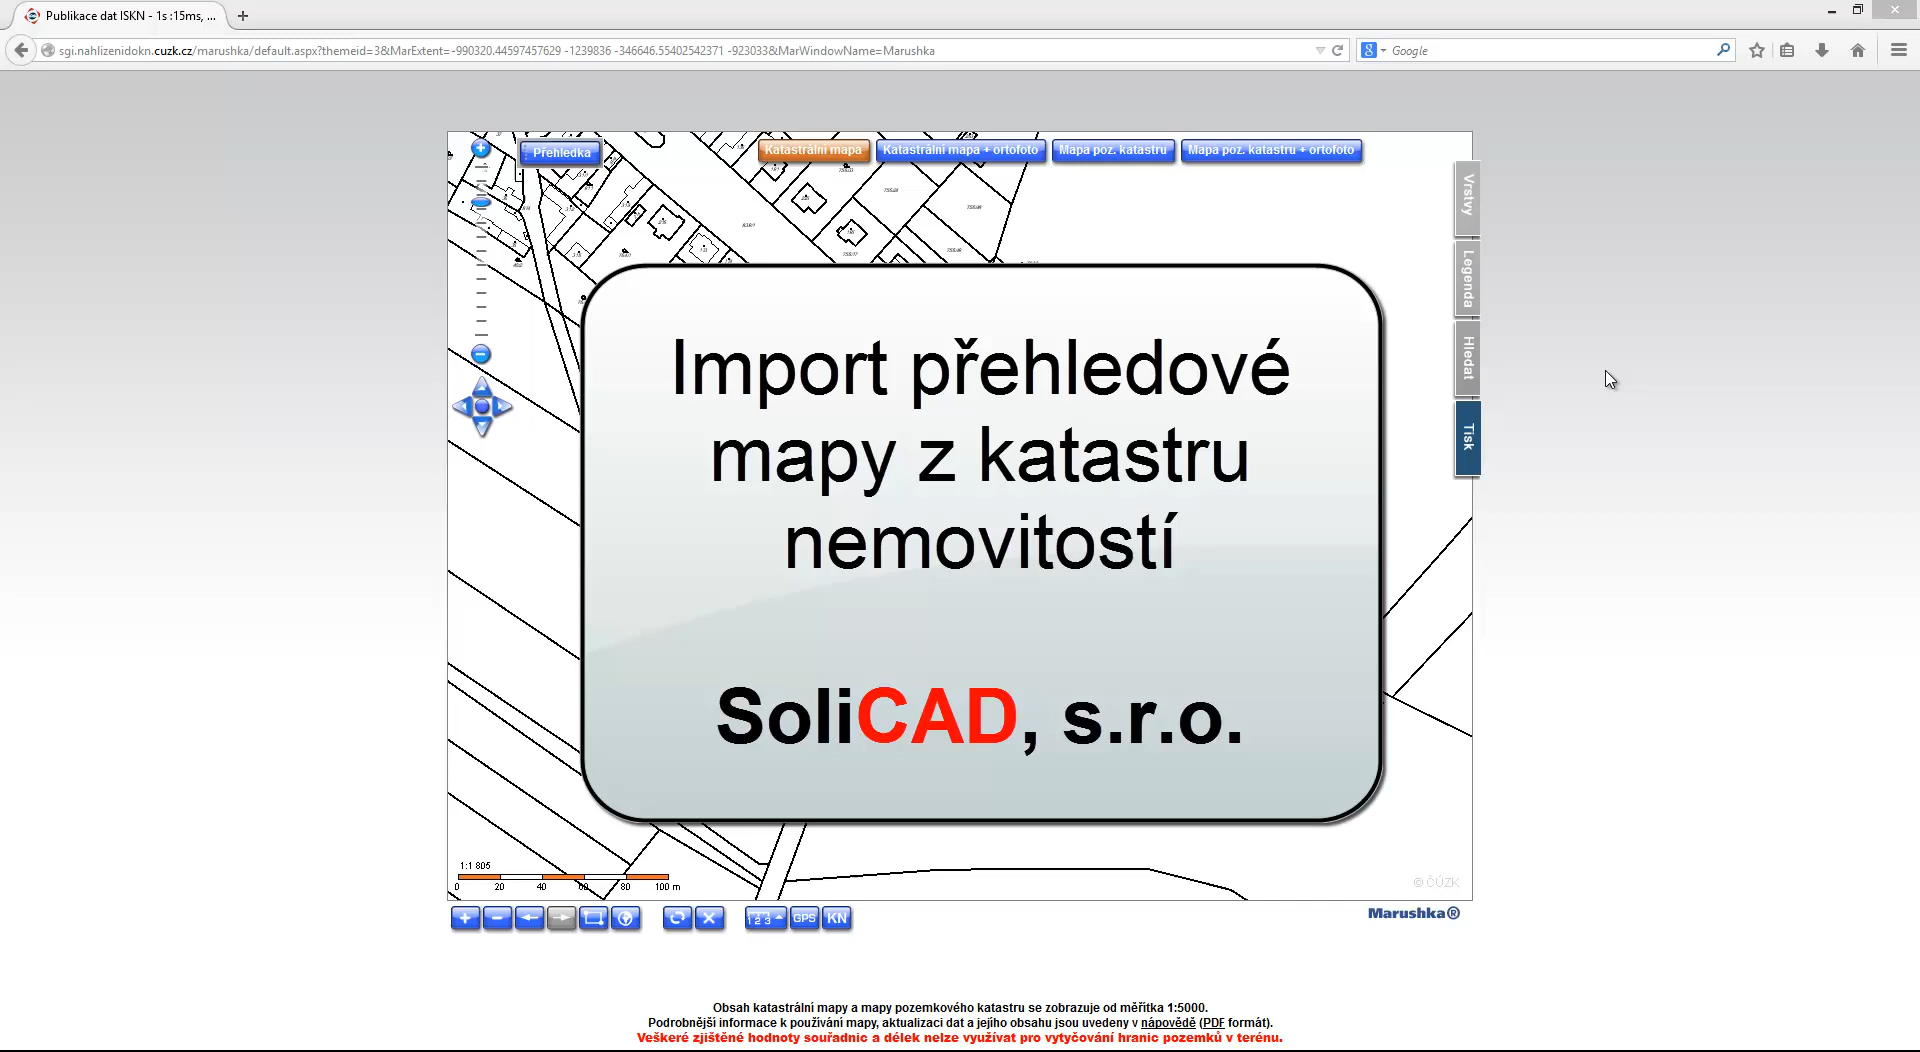 Publikace dat ISKN - 1s :15ms, ...
sgi.nahlizenidokn.cuzk.cz/marushka/default.aspx?themeid=3&MarExtent=-990320.44597457629 -1239836 -346646.55402542371 -923033&MarWindowName=Marushka
Google
Přehledka
Katastrální mapa
Katastrální mapa + ortofoto
Mapa poz. katastru
Mapa poz. katastru + ortofoto
Vrstvy
Legenda
Hledat
Tisk
Import přehledové
mapy z katastru
nemovitostí
SoliCAD, s.r.o.
1:1 805
0 20 40 60 80 100 m
© ČÚZK
1 2 3
GPS
KN
Marushka®
Obsah katastrální mapy a mapy pozemkového katastru se zobrazuje od měřítka 1:5000.
Podrobnější informace k používání mapy, aktualizaci dat a jejího obsahu jsou uvedeny v nápovědě (PDF formát).
Veškeré zjištěné hodnoty souřadnic a délek nelze využívat pro vytyčování hranic pozemků v terénu.